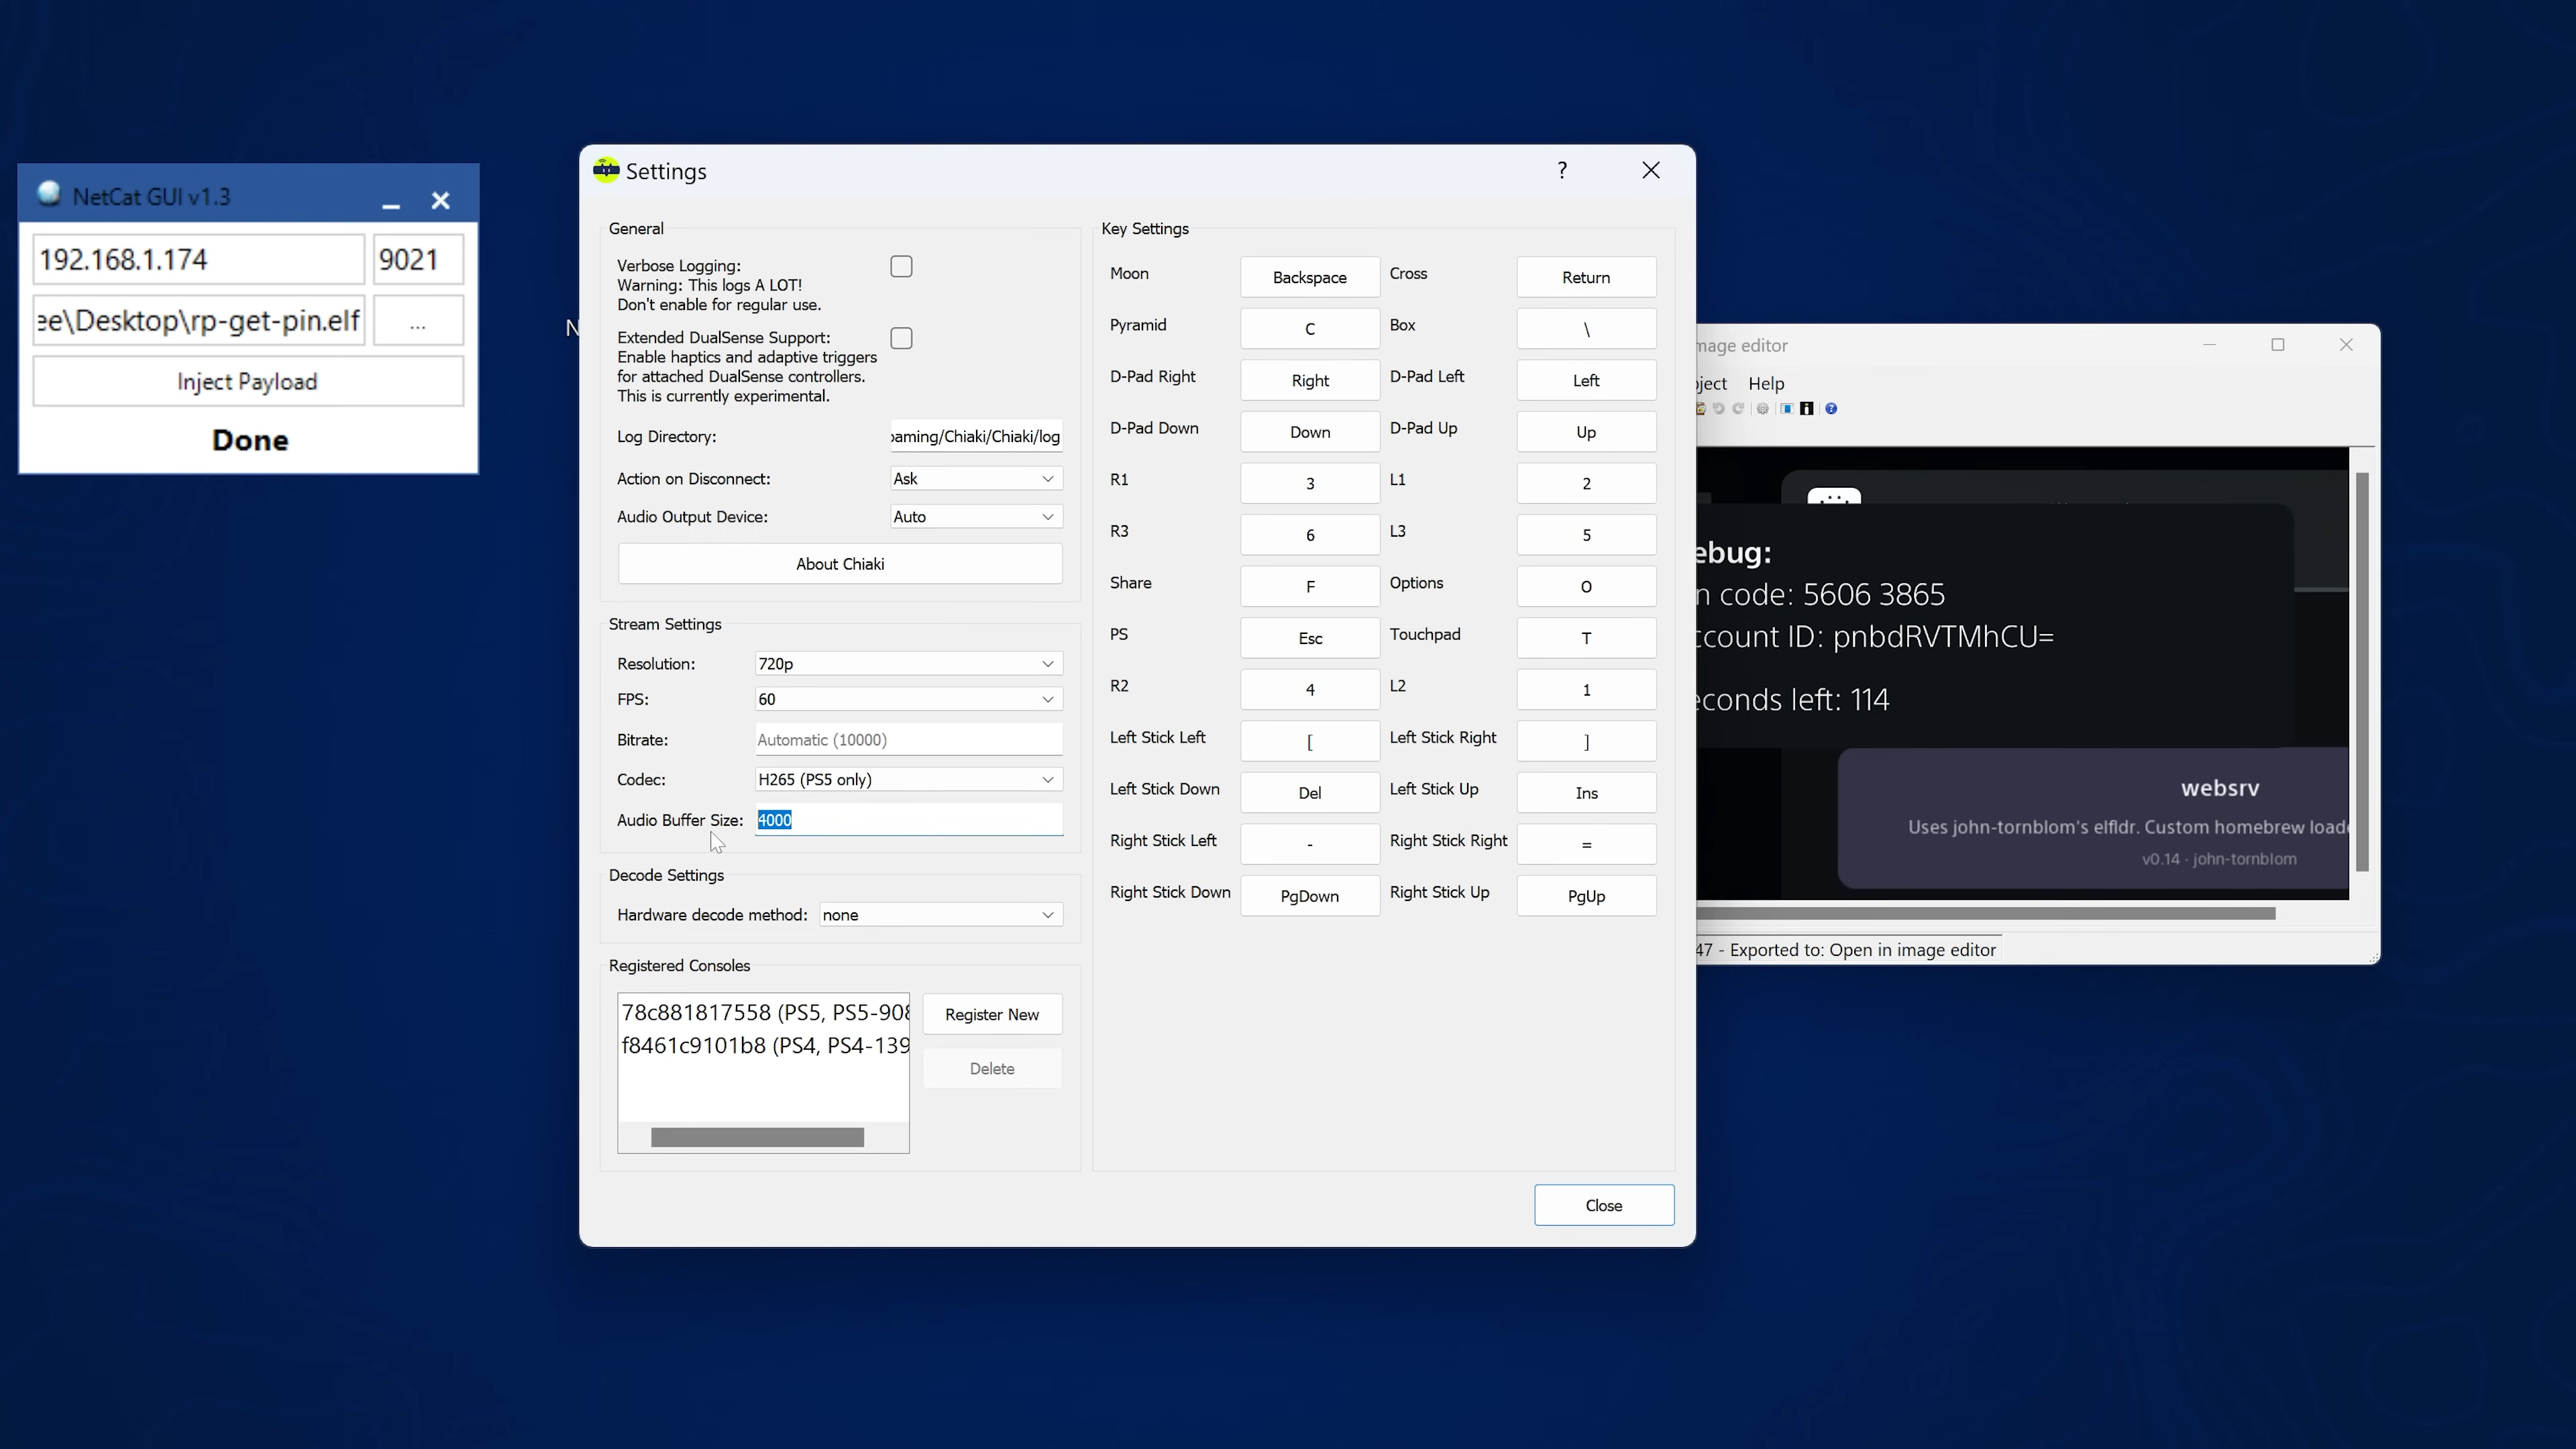 NetCat GUI v1.3
192.168.1.174
9021
ee\Desktop\rp-get-pin.elf
...
Inject Payload
Done
N
Settings
?
General
Verbose Logging:
Warning: This logs A LOT!
Don't enable for regular use.
Extended DualSense Support:
Enable haptics and adaptive triggers
for attached DualSense controllers.
This is currently experimental.
Log Directory:
oaming/Chiaki/Chiaki/log
Action on Disconnect:
Ask
Audio Output Device:
Auto
About Chiaki
Stream Settings
Resolution:
720p
FPS:
60
Bitrate:
Automatic (10000)
Codec:
H265 (PS5 only)
Audio Buffer Size:
4000
Decode Settings
Hardware decode method:
none
Registered Consoles
78c881817558 (PS5, PS5-908
f8461c9101b8 (PS4, PS4-139
Register New
Delete
Key Settings
Moon
Backspace
Cross
Return
Pyramid
C
Box
\
D-Pad Right
Right
D-Pad Left
Left
D-Pad Down
Down
D-Pad Up
Up
R1
3
L1
2
R3
6
L3
5
Share
F
Options
O
PS
Esc
Touchpad
T
R2
4
L2
1
Left Stick Left
[
Left Stick Right
]
Left Stick Down
Del
Left Stick Up
Ins
Right Stick Left
-
Right Stick Right
=
Right Stick Down
PgDown
Right Stick Up
PgUp
Close
mage editor
ject Help
ebug:
n code: 5606 3865
ccount ID: pnbdRVTMhCU=
econds left: 114
websrv
Uses john-tornblom's elfldr. Custom homebrew loade
v0.14 · john-tornblom
47 - Exported to: Open in image editor